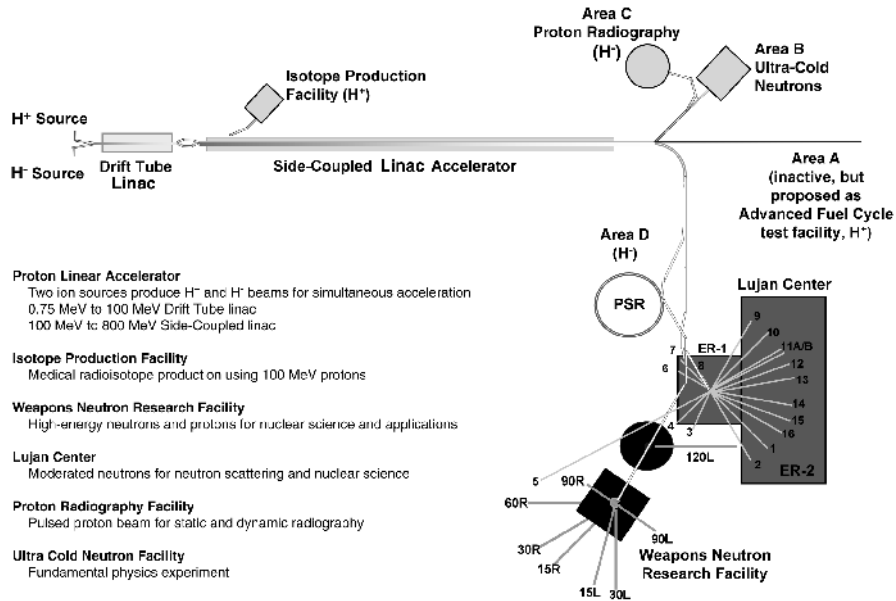 Area C
Proton Radiography
(H-)
Area B
Ultra-Cold
Neutrons
Isotope Production
Facility (H+)
H+ Source
H- Source
Drift Tube
Linac
Side-Coupled Linac Accelerator
Area A
(inactive, but
proposed as
Advanced Fuel Cycle
test facility, H+)
Area D
(H-)
PSR
Lujan Center
ER-1
ER-2
9
10
11A/B
12
13
14
15
16
1
2
7
8
6
4
3
5
120L
90R
60R
30R
15R
15L
30L
90L
Weapons Neutron
Research Facility
Proton Linear Accelerator
Two ion sources produce H+ and H- beams for simultaneous acceleration
0.75 MeV to 100 MeV Drift Tube linac
100 MeV to 800 MeV Side-Coupled linac
Isotope Production Facility
Medical radioisotope production using 100 MeV protons
Weapons Neutron Research Facility
High-energy neutrons and protons for nuclear science and applications
Lujan Center
Moderated neutrons for neutron scattering and nuclear science
Proton Radiography Facility
Pulsed proton beam for static and dynamic radiography
Ultra Cold Neutron Facility
Fundamental physics experiment